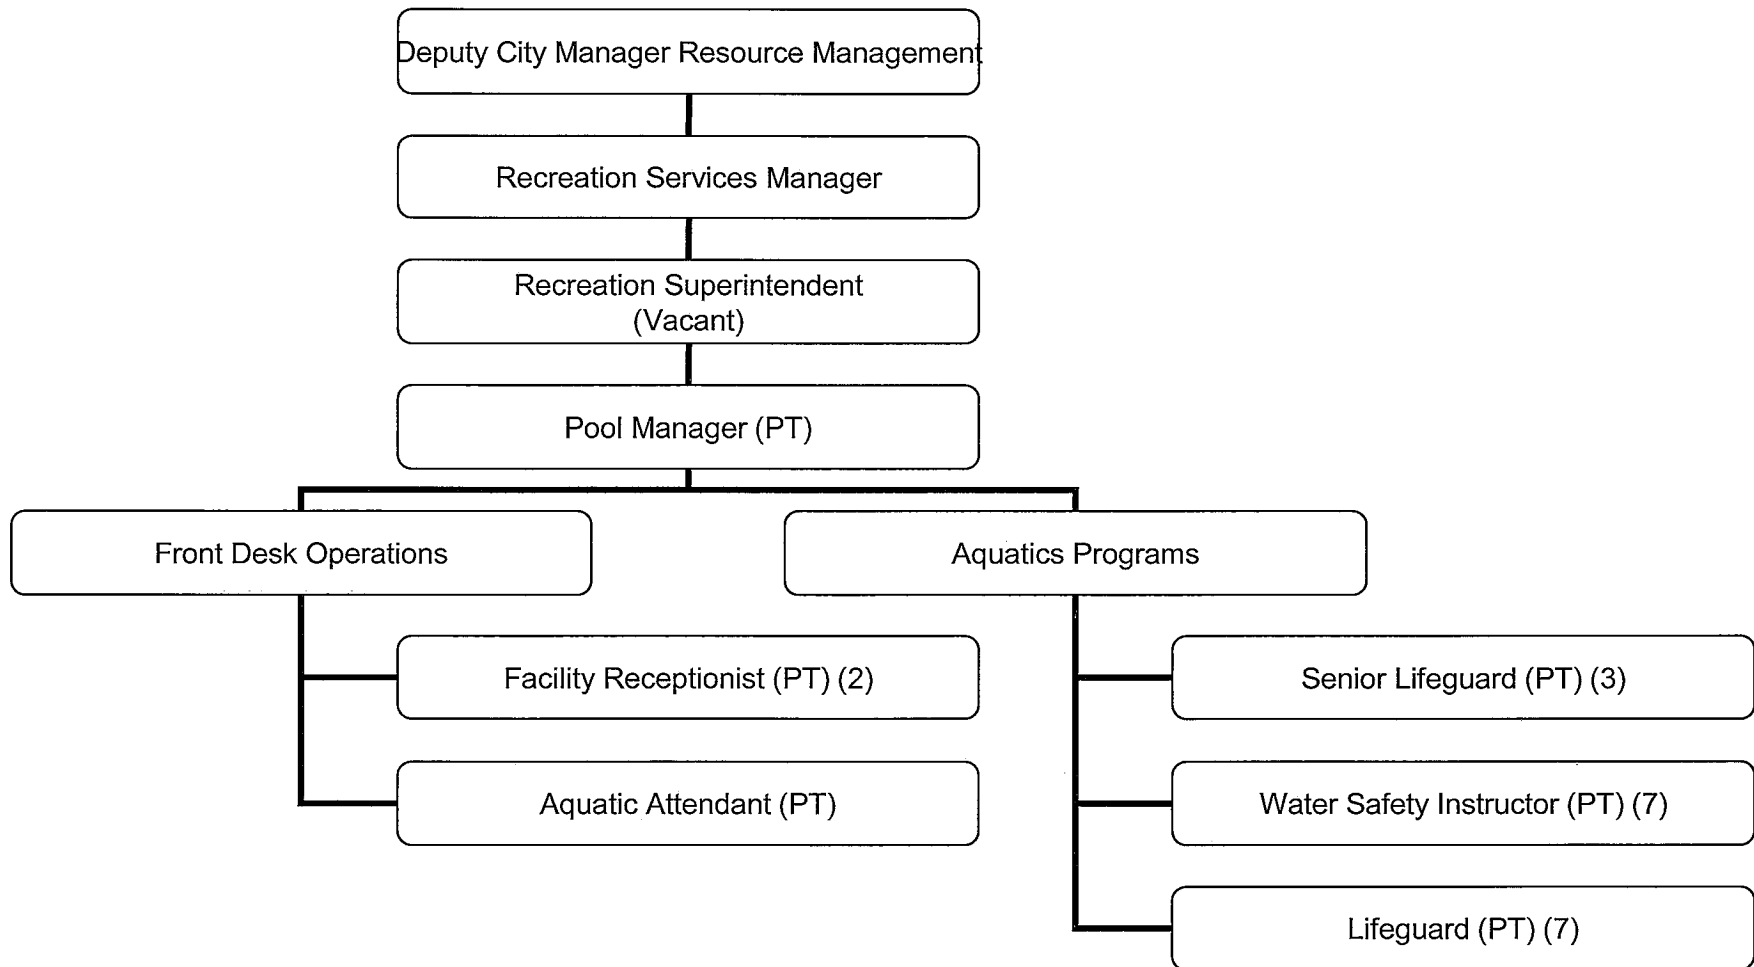 Deputy City Manager Resource Management
Recreation Services Manager
Recreation Superintendent
(Vacant)
Pool Manager (PT)
Front Desk Operations
Aquatics Programs
Facility Receptionist (PT) (2)
Senior Lifeguard (PT) (3)
Aquatic Attendant (PT)
Water Safety Instructor (PT) (7)
Lifeguard (PT) (7)